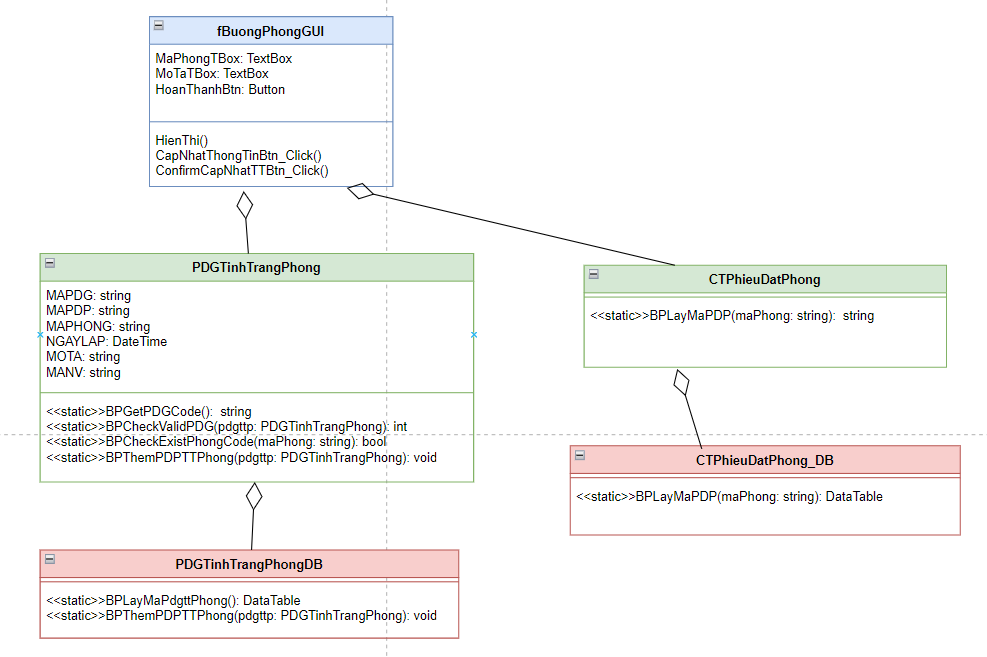 fBuongPhongGUI
MaPhongTBox: TextBox
MoTaTBox: TextBox
HoanThanhBtn: Button
HienThi()
CapNhatThongTinBtn_Click()
ConfirmCapNhatTTBtn_Click()
PDGTinhTrangPhong
MAPDG: string
MAPDP: string
MAPHONG: string
NGAYLAP: DateTime
MOTA: string
MANV: string
<<static>>BPGetPDGCode():  string
<<static>>BPCheckValidPDG(pdgttp: PDGTinhTrangPhong): int
<<static>>BPCheckExistPhongCode(maPhong: string): bool
<<static>>BPThemPDPTTPhong(pdgttp: PDGTinhTrangPhong): void
CTPhieuDatPhong
<<static>>BPLayMaPDP(maPhong: string):  string
CTPhieuDatPhong_DB
<<static>>BPLayMaPDP(maPhong: string): DataTable
PDGTinhTrangPhongDB
<<static>>BPLayMaPdgttPhong(): DataTable
<<static>>BPThemPDPTTPhong(pdgttp: PDGTinhTrangPhong): void